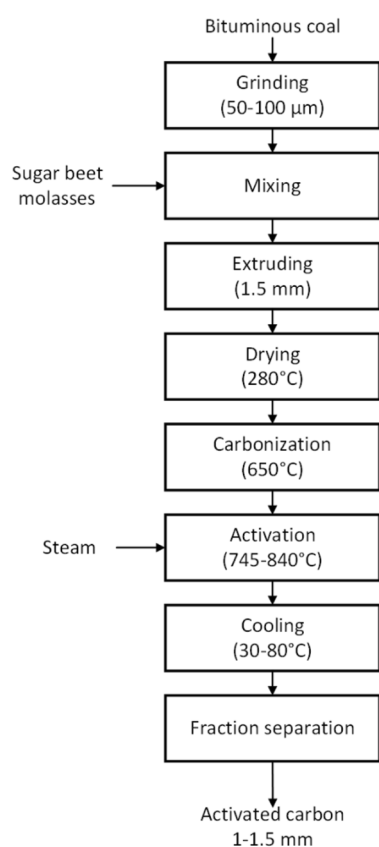 Bituminous coal
Grinding
(50-100 µm)
Sugar beet
molasses
Mixing
Extruding
(1.5 mm)
Drying
(280°C)
Carbonization
(650°C)
Steam
Activation
(745-840°C)
Cooling
(30-80°C)
Fraction separation
Activated carbon
1-1.5 mm